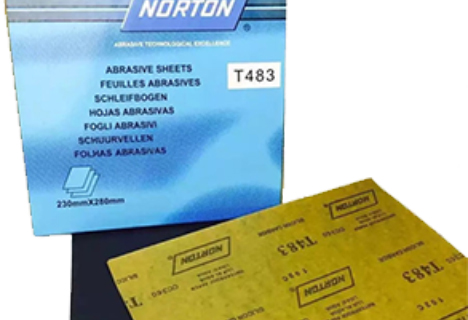 NORTON
®
ABRASIVE TECHNOLOGICAL EXCELLENCE
ABRASIVE SHEETS
FEUILLES ABRASIVES
SCHLEIFBOGEN
HOJAS ABRASIVAS
FOGLI ABRASIVI
SCHUURVELLEN
FOLHAS ABRASIVAS
T483
230mmX280mm
NORTON
T483
NORTON
T483